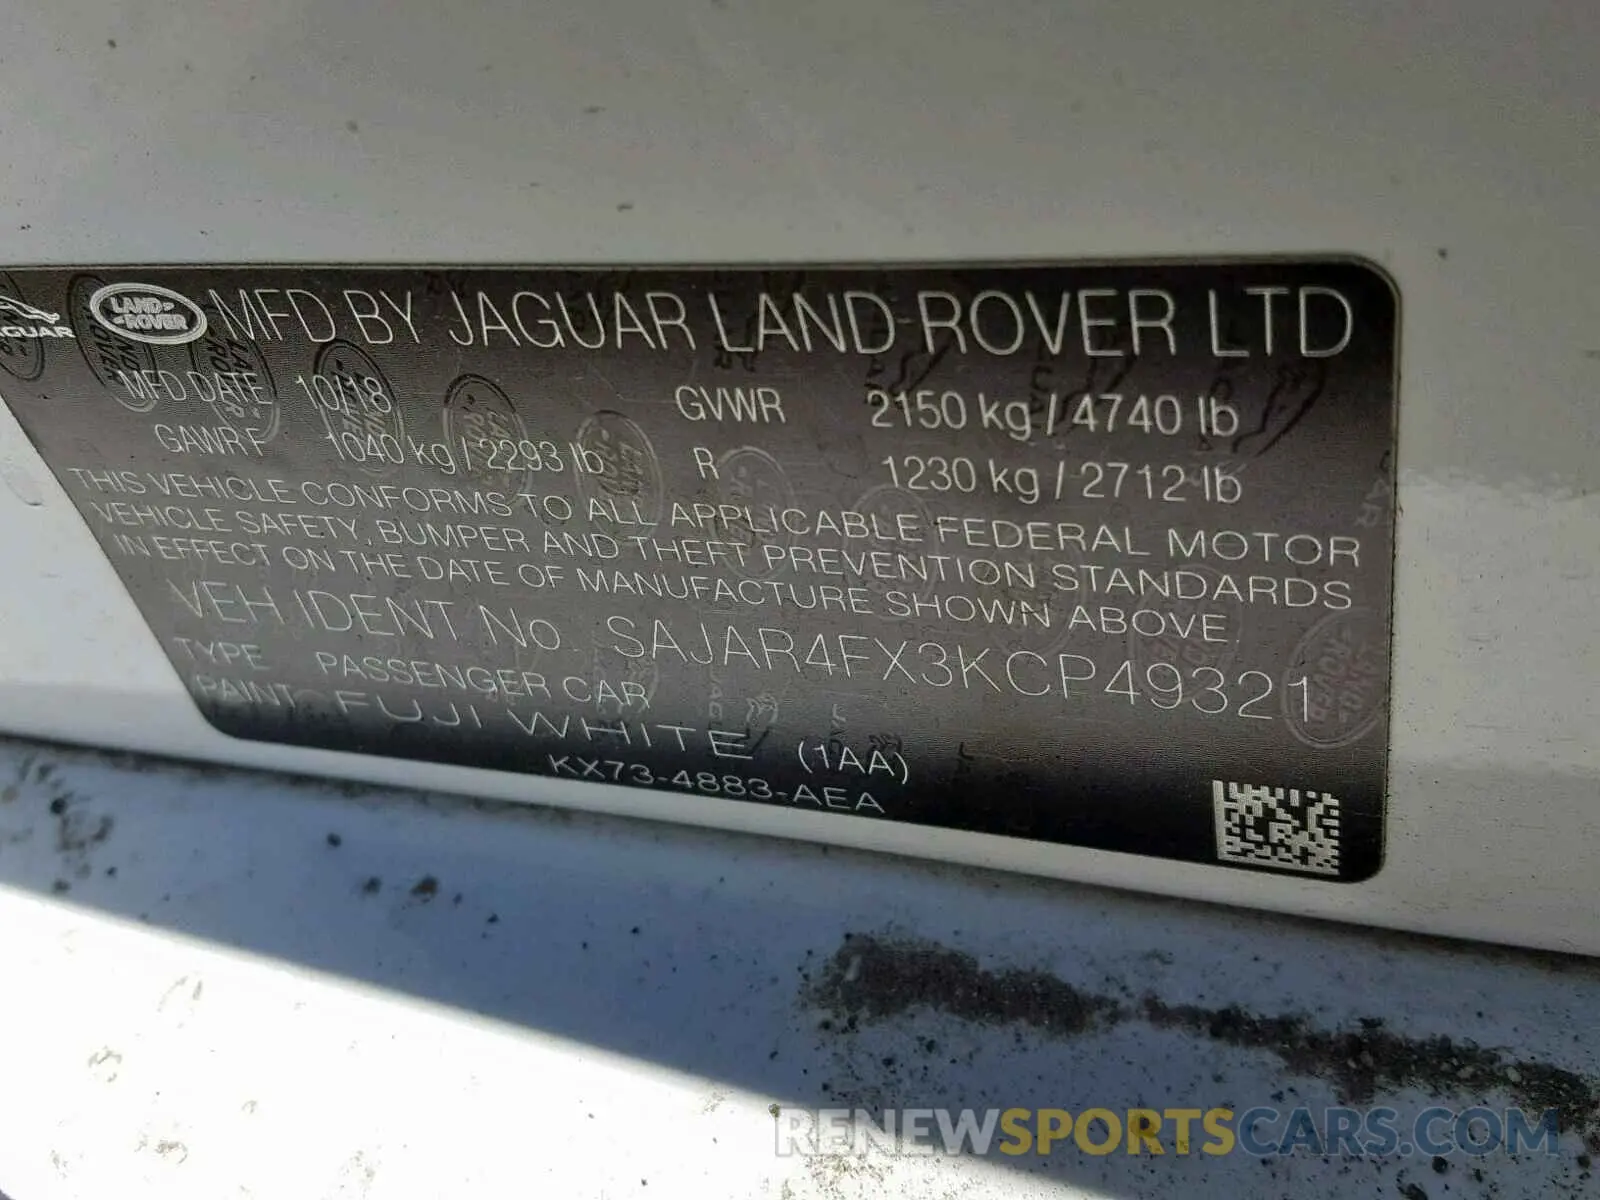 JAGUAR LAND ROVER MFD BY JAGUAR LAND ROVER LTD
MFD DATE 10/18 GVWR 2150 kg / 4740 lb
GAWR F 1040 kg / 2293 lb R 1230 kg / 2712 lb
THIS VEHICLE CONFORMS TO ALL APPLICABLE FEDERAL MOTOR
VEHICLE SAFETY, BUMPER AND THEFT PREVENTION STANDARDS
IN EFFECT ON THE DATE OF MANUFACTURE SHOWN ABOVE.
VEH IDENT No. SAJAR4FX3KCP49321
TYPE PASSENGER CAR
PAINT FUJI WHITE (1AA)
KX73-4883-AEA
RENEWSPORTSCARS.COM